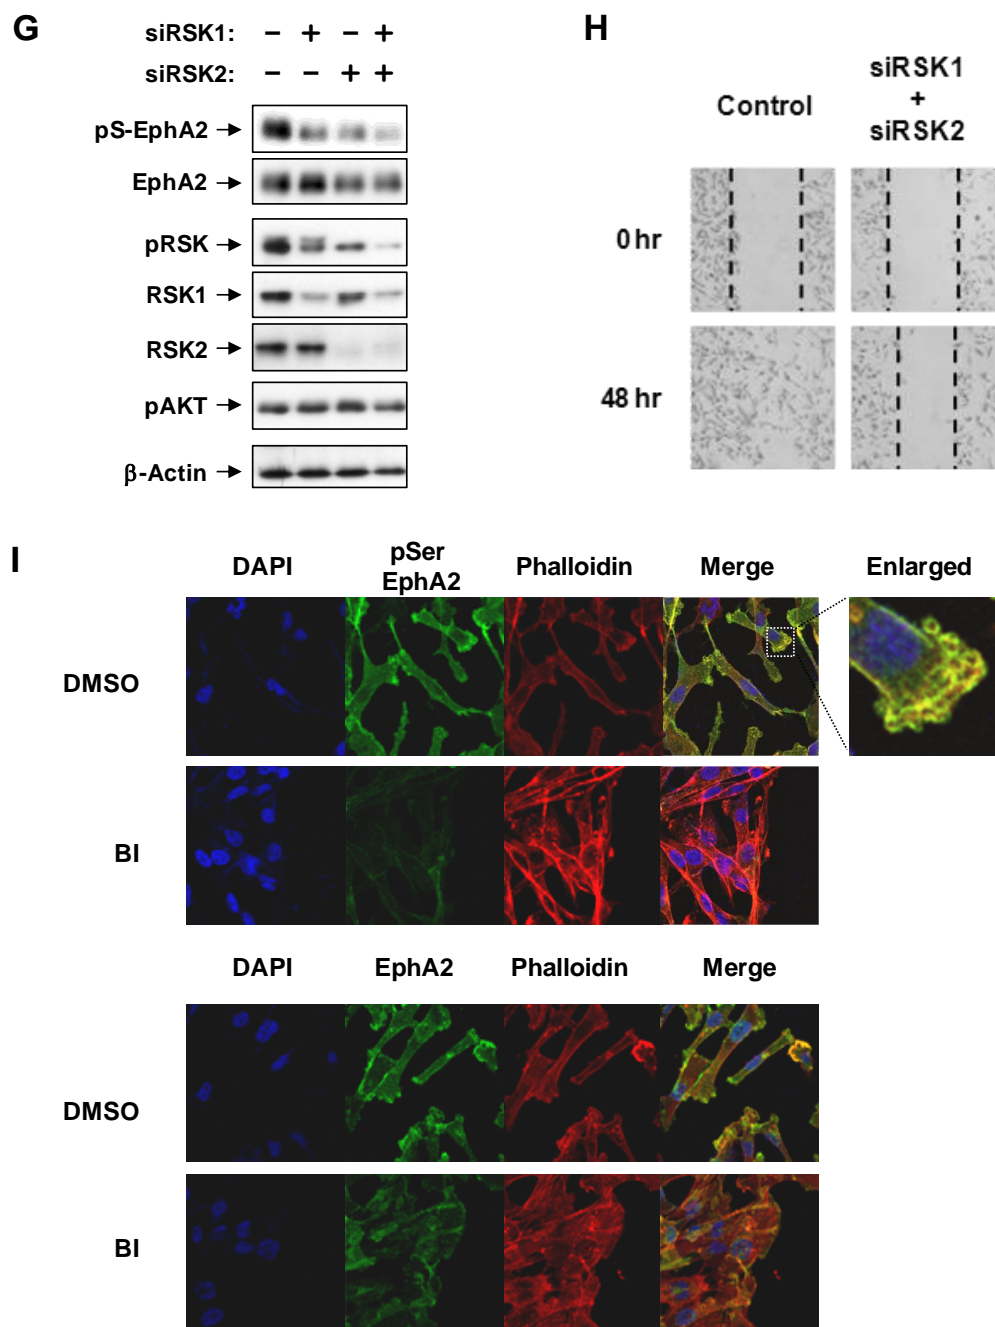 G
siRSK1: – + – +
siRSK2: – – + +
pS-EphA2
EphA2
pRSK
RSK1
RSK2
pAKT
β-Actin
H
Control
siRSK1
+
siRSK2
0 hr
48 hr
I
DAPI
pSer
EphA2
Phalloidin
Merge
Enlarged
DMSO
BI
DAPI
EphA2
Phalloidin
Merge
DMSO
BI